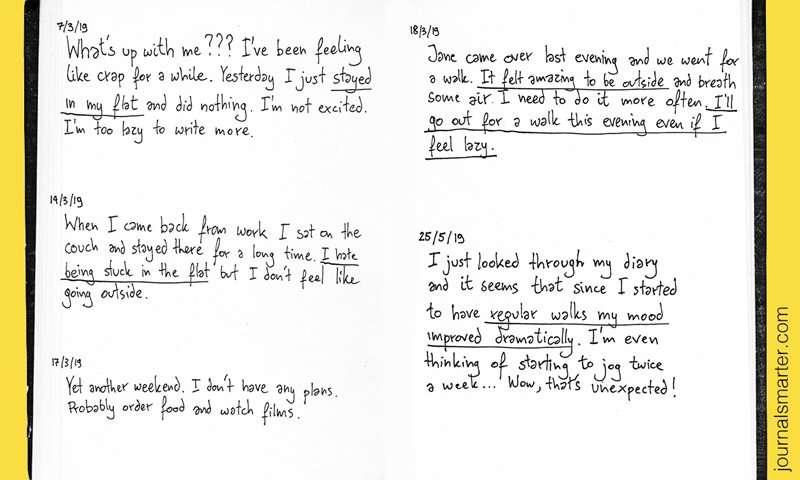 7/3/19
What's up with me??? I've been feeling
like crap for a while. Yesterday I just stayed
in my flat and did nothing. I'm not excited.
I'm too lazy to write more.
14/3/19
When I came back from work I sat on the
couch and stayed there for a long time. I hate
being stuck in the flat but I don't feel like
going outside.
17/3/19
Yet another weekend. I don't have any plans.
Probably order food and watch films.
18/3/19
Jane came over last evening and we went for
a walk. It felt amazing to be outside and breath
some air. I need to do it more often. I'll
go out for a walk this evening even if I
feel lazy.
25/5/19
I just looked through my diary
and it seems that since I started
to have regular walks my mood
improved dramatically. I'm even
thinking of starting to jog twice
a week... Wow, that's unexpected!
journalsmarter.com